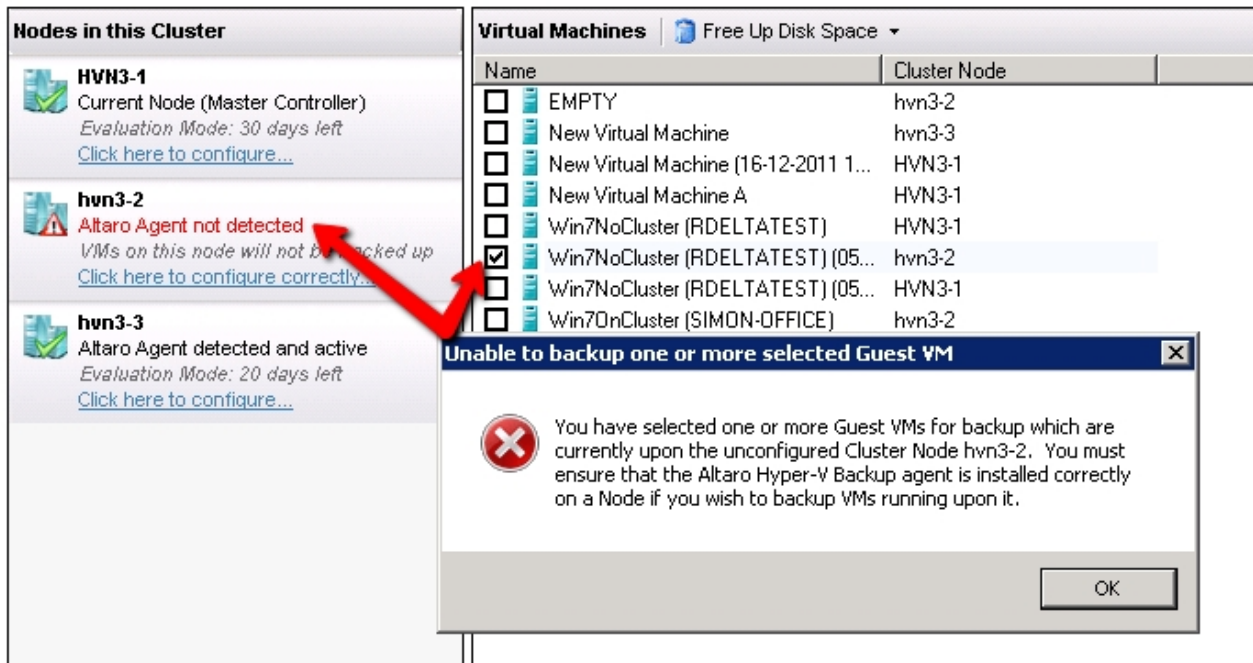 Nodes in this Cluster
HVN3-1
Current Node (Master Controller)
Evaluation Mode: 30 days left
Click here to configure...
hvn3-2
Altaro Agent not detected
VMs on this node will not be backed up
Click here to configure correctly...
hvn3-3
Altaro Agent detected and active
Evaluation Mode: 20 days left
Click here to configure...
Virtual Machines Free Up Disk Space
Name Cluster Node
EMPTY hvn3-2
New Virtual Machine hvn3-3
New Virtual Machine (16-12-2011 1... HVN3-1
New Virtual Machine A HVN3-1
Win7NoCluster (RDELTATEST) HVN3-1
Win7NoCluster (RDELTATEST) (05... hvn3-2
Win7NoCluster (RDELTATEST) (05... HVN3-1
Win7OnCluster (SIMON-OFFICE) hvn3-2
Unable to backup one or more selected Guest VM
You have selected one or more Guest VMs for backup which are
currently upon the unconfigured Cluster Node hvn3-2. You must
ensure that the Altaro Hyper-V Backup agent is installed correctly
on a Node if you wish to backup VMs running upon it.
OK